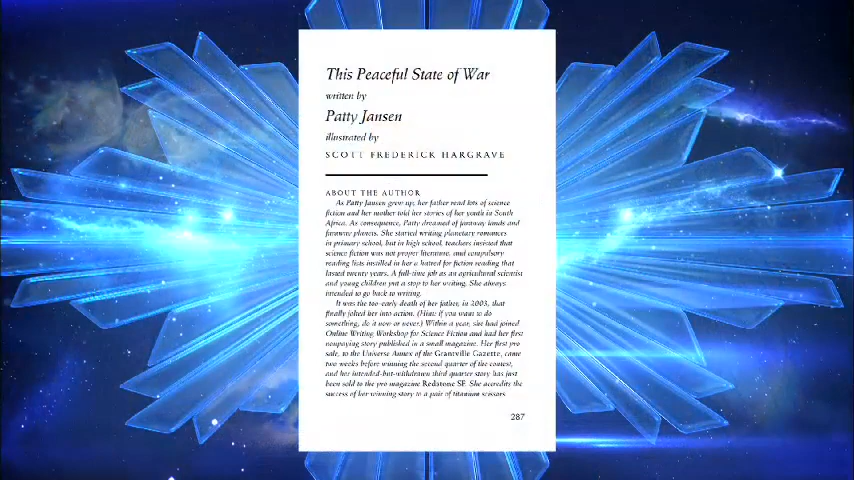 This Peaceful State of War
written by
Patty Jansen
illustrated by
SCOTT FREDERICK HARGRAVE
ABOUT THE AUTHOR
As Patty Jansen grew up, her father read lots of science
fiction and her mother told her stories of her youth in South
Africa. As consequence, Patty dreamed of faraway lands and
faraway planets. She started writing planetary romances
in primary school, but in high school, teachers insisted that
science fiction was not proper literature, and compulsory
reading lists instilled in her a hatred for fiction reading that
lasted twenty years. A full-time job as an agricultural scientist
and young children put a stop to her writing. She always
intended to go back to writing.
It was the too-early death of her father, in 2003, that
finally jolted her into action. (Hint: if you want to do
something, do it now or never.) Within a year, she had joined
Online Writing Workshop for Science Fiction and had her first
nonpaying story published in a small magazine. Her first pro
sale, to the Universe Annex of the Grantville Gazette, came
two weeks before winning the second quarter of the contest,
and her intended-but-withdrawn third quarter story has just
been sold to the pro magazine Redstone SF. She accredits the
success of her winning story to a pair of titanium scissors
287